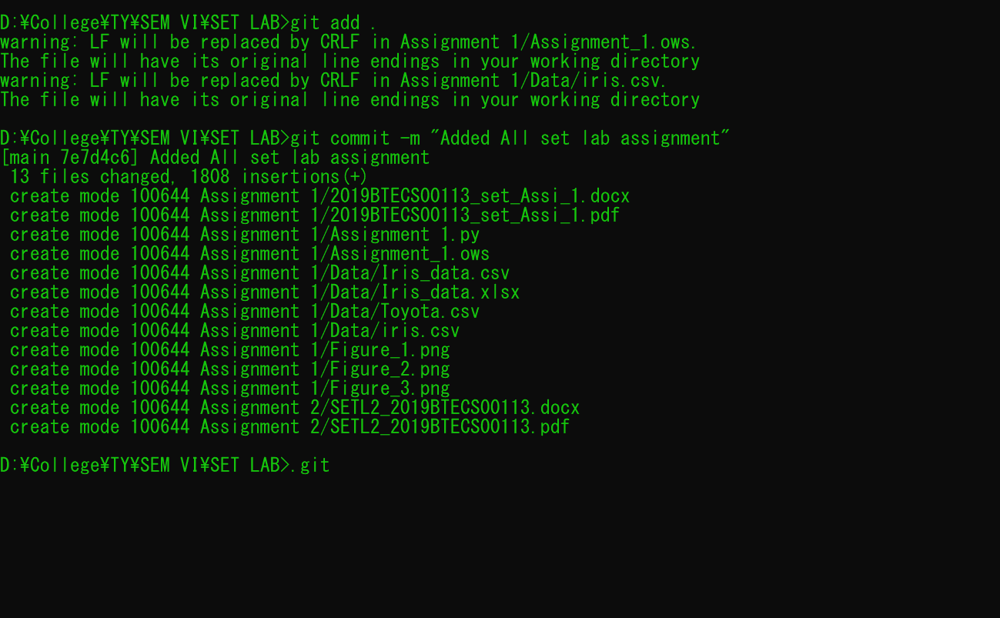 D:¥College¥TY¥SEM VI¥SET LAB>git add .
warning: LF will be replaced by CRLF in Assignment 1/Assignment_1.ows.
The file will have its original line endings in your working directory
warning: LF will be replaced by CRLF in Assignment 1/Data/iris.csv.
The file will have its original line endings in your working directory
D:¥College¥TY¥SEM VI¥SET LAB>git commit -m "Added All set lab assignment"
[main 7e7d4c6] Added All set lab assignment
 13 files changed, 1808 insertions(+)
 create mode 100644 Assignment 1/2019BTECS00113_set_Assi_1.docx
 create mode 100644 Assignment 1/2019BTECS00113_set_Assi_1.pdf
 create mode 100644 Assignment 1/Assignment 1.py
 create mode 100644 Assignment 1/Assignment_1.ows
 create mode 100644 Assignment 1/Data/Iris_data.csv
 create mode 100644 Assignment 1/Data/Iris_data.xlsx
 create mode 100644 Assignment 1/Data/Toyota.csv
 create mode 100644 Assignment 1/Data/iris.csv
 create mode 100644 Assignment 1/Figure_1.png
 create mode 100644 Assignment 1/Figure_2.png
 create mode 100644 Assignment 1/Figure_3.png
 create mode 100644 Assignment 2/SETL2_2019BTECS00113.docx
 create mode 100644 Assignment 2/SETL2_2019BTECS00113.pdf
D:¥College¥TY¥SEM VI¥SET LAB>.git